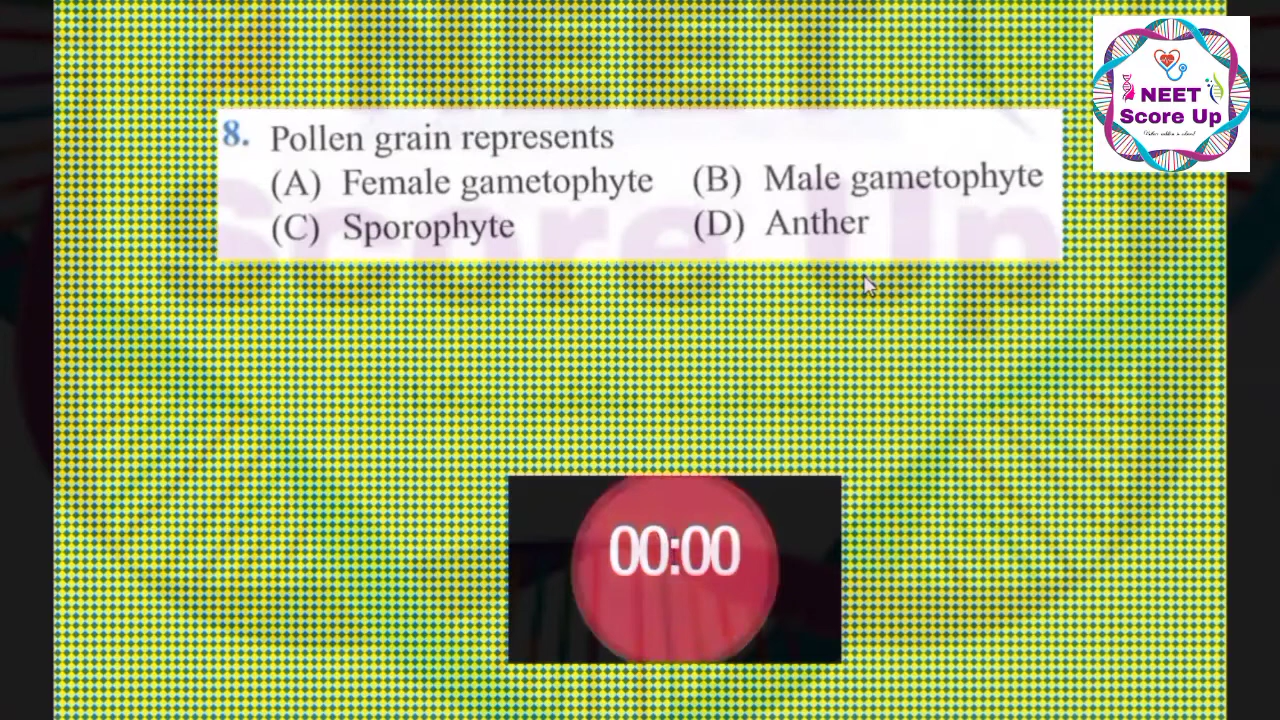 8. Pollen grain represents
(A) Female gametophyte (B) Male gametophyte
(C) Sporophyte (D) Anther
00:00
NEET
Score Up